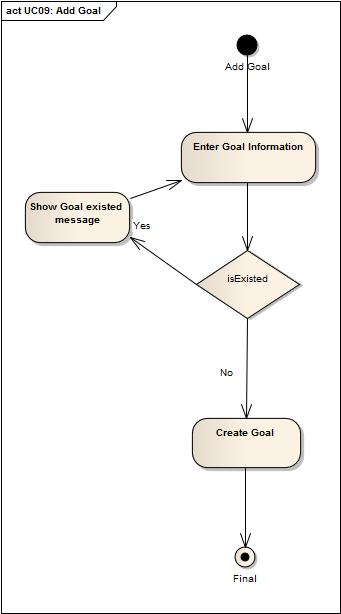 act UC09: Add Goal
Add Goal
Enter Goal Information
Show Goal existed
message
Yes
isExisted
No
Create Goal
Final